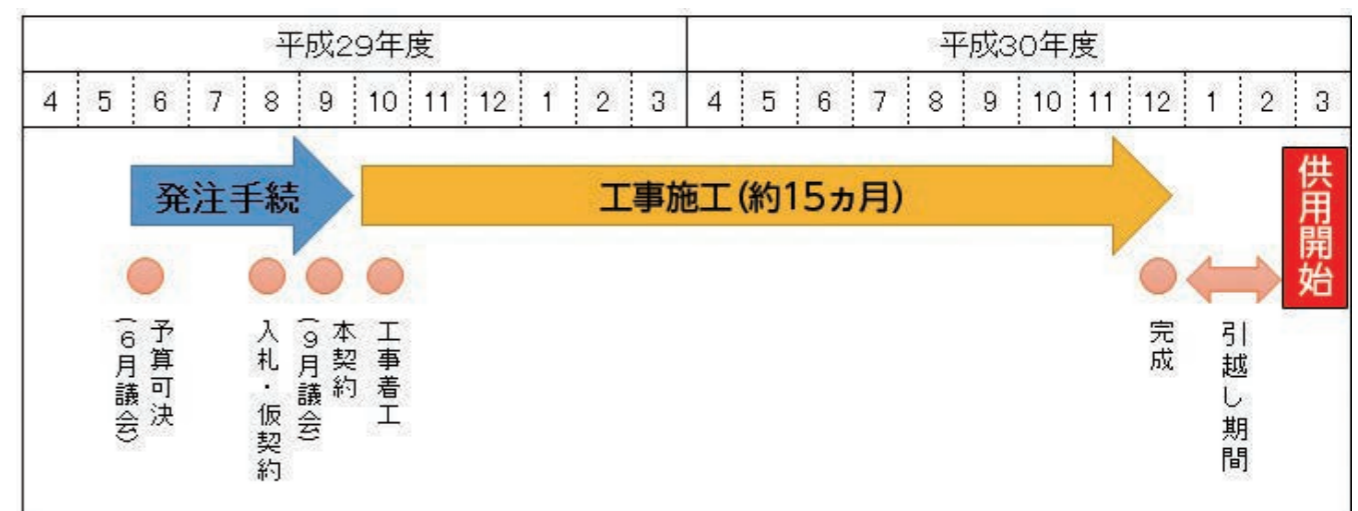 平成29年度
平成30年度
4 5 6 7 8 9 10 11 12 1 2 3 4 5 6 7 8 9 10 11 12 1 2 3
発注手続
工事施工(約15ヵ月)
供用開始
予算可決
(6月議会)
入札・仮契約
本契約
(9月議会)
工事着工
完成
引越し期間